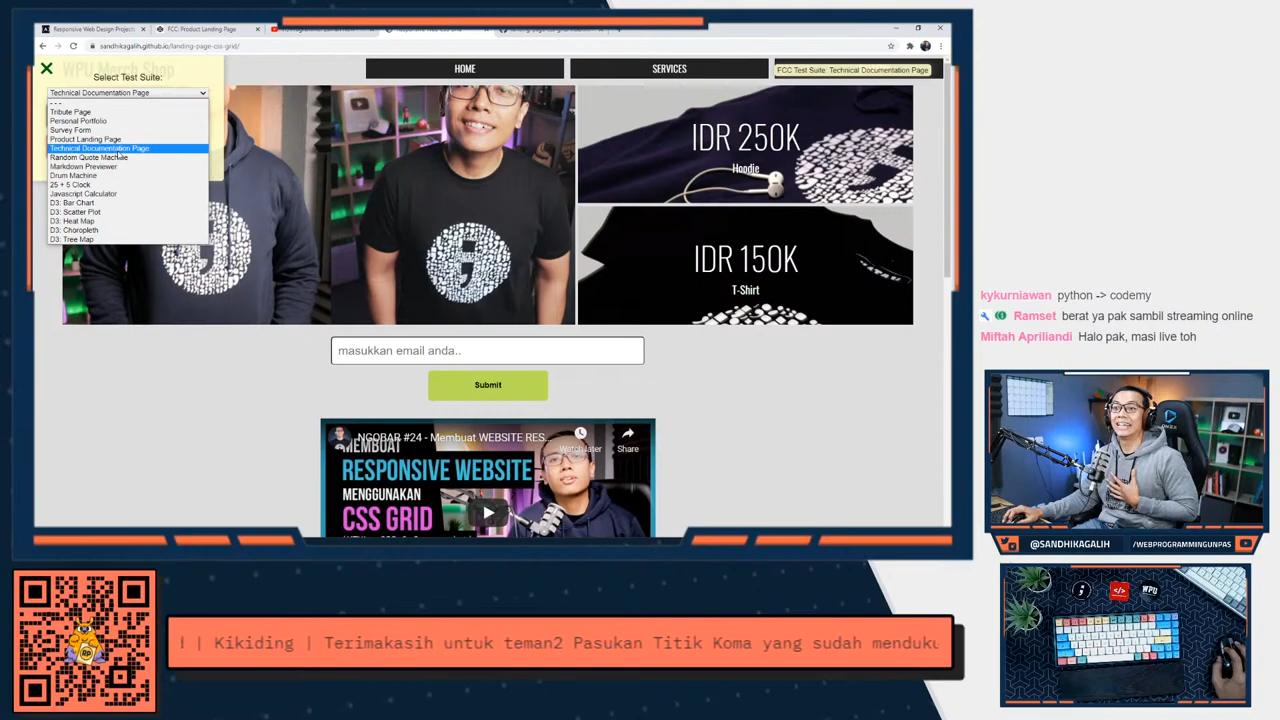 Responsive Web Design Project
FCC: Product Landing Page
sandhikagalih.github.io/landing-page-css-grid/
WPU Merch Shop
HOME
SERVICES
FCC Test Suite: Technical Documentation Page
Select Test Suite:
Technical Documentation Page
- - -
Tribute Page
Personal Portfolio
Survey Form
Product Landing Page
Technical Documentation Page
Random Quote Machine
Markdown Previewer
Drum Machine
25 + 5 Clock
Javascript Calculator
D3: Bar Chart
D3: Scatter Plot
D3: Heat Map
D3: Choropleth
D3: Tree Map
IDR 250K
Hoodie
IDR 150K
T-Shirt
masukkan email anda..
Submit
NGOBAR #24 - Membuat WEBSITE RES...
Watch later
Share
MEMBUAT
RESPONSIVE WEBSITE
MENGGUNAKAN
CSS GRID
kykurniawan python -> codemy
Ramset berat ya pak sambil streaming online
Miftah Apriliandi Halo pak, masi live toh
@SANDHIKAGALIH
/WEBPROGRAMMINGUNPAS
WPU
| Kikiding | Terimakasih untuk teman2 Pasukan Titik Koma yang sudah menduku